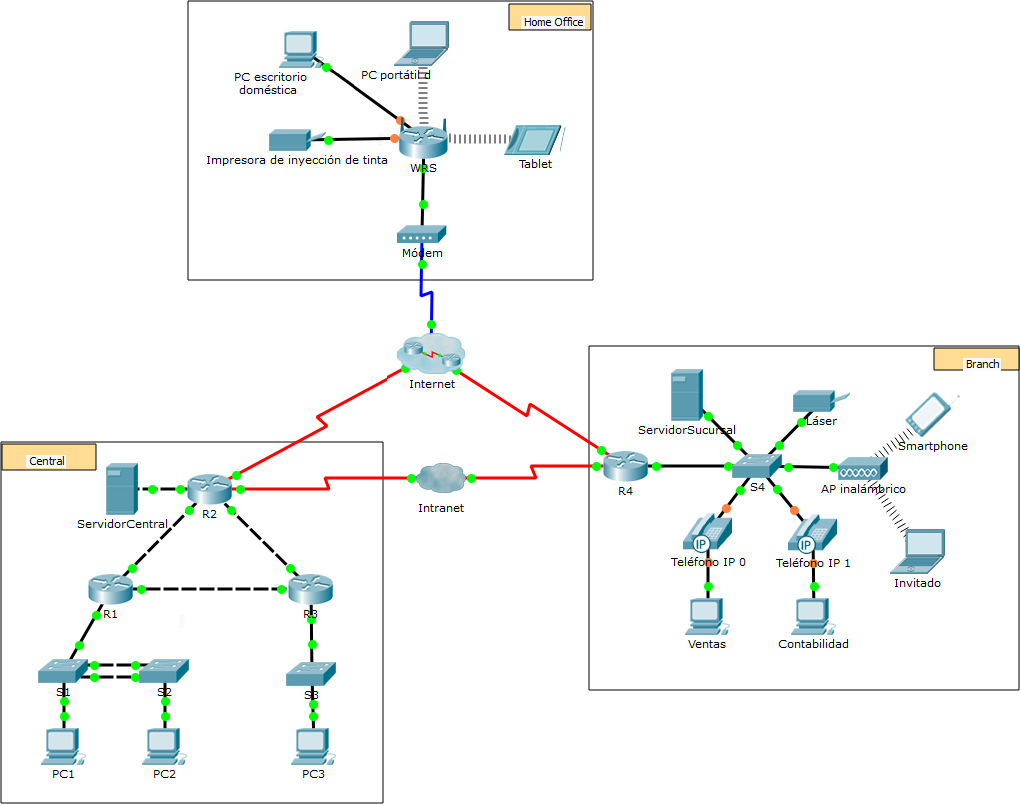 Home Office
PC escritorio
doméstica
PC portátil d
Impresora de inyección de tinta
WRS
Tablet
Módem
Internet
Branch
ServidorSucursal
Láser
Smartphone
Central
ServidorCentral
R2
Intranet
R4
S4
AP inalámbrico
Teléfono IP 0
IP
Teléfono IP 1
IP
Invitado
R1
R3
Ventas
Contabilidad
S1
S2
S3
PC1
PC2
PC3